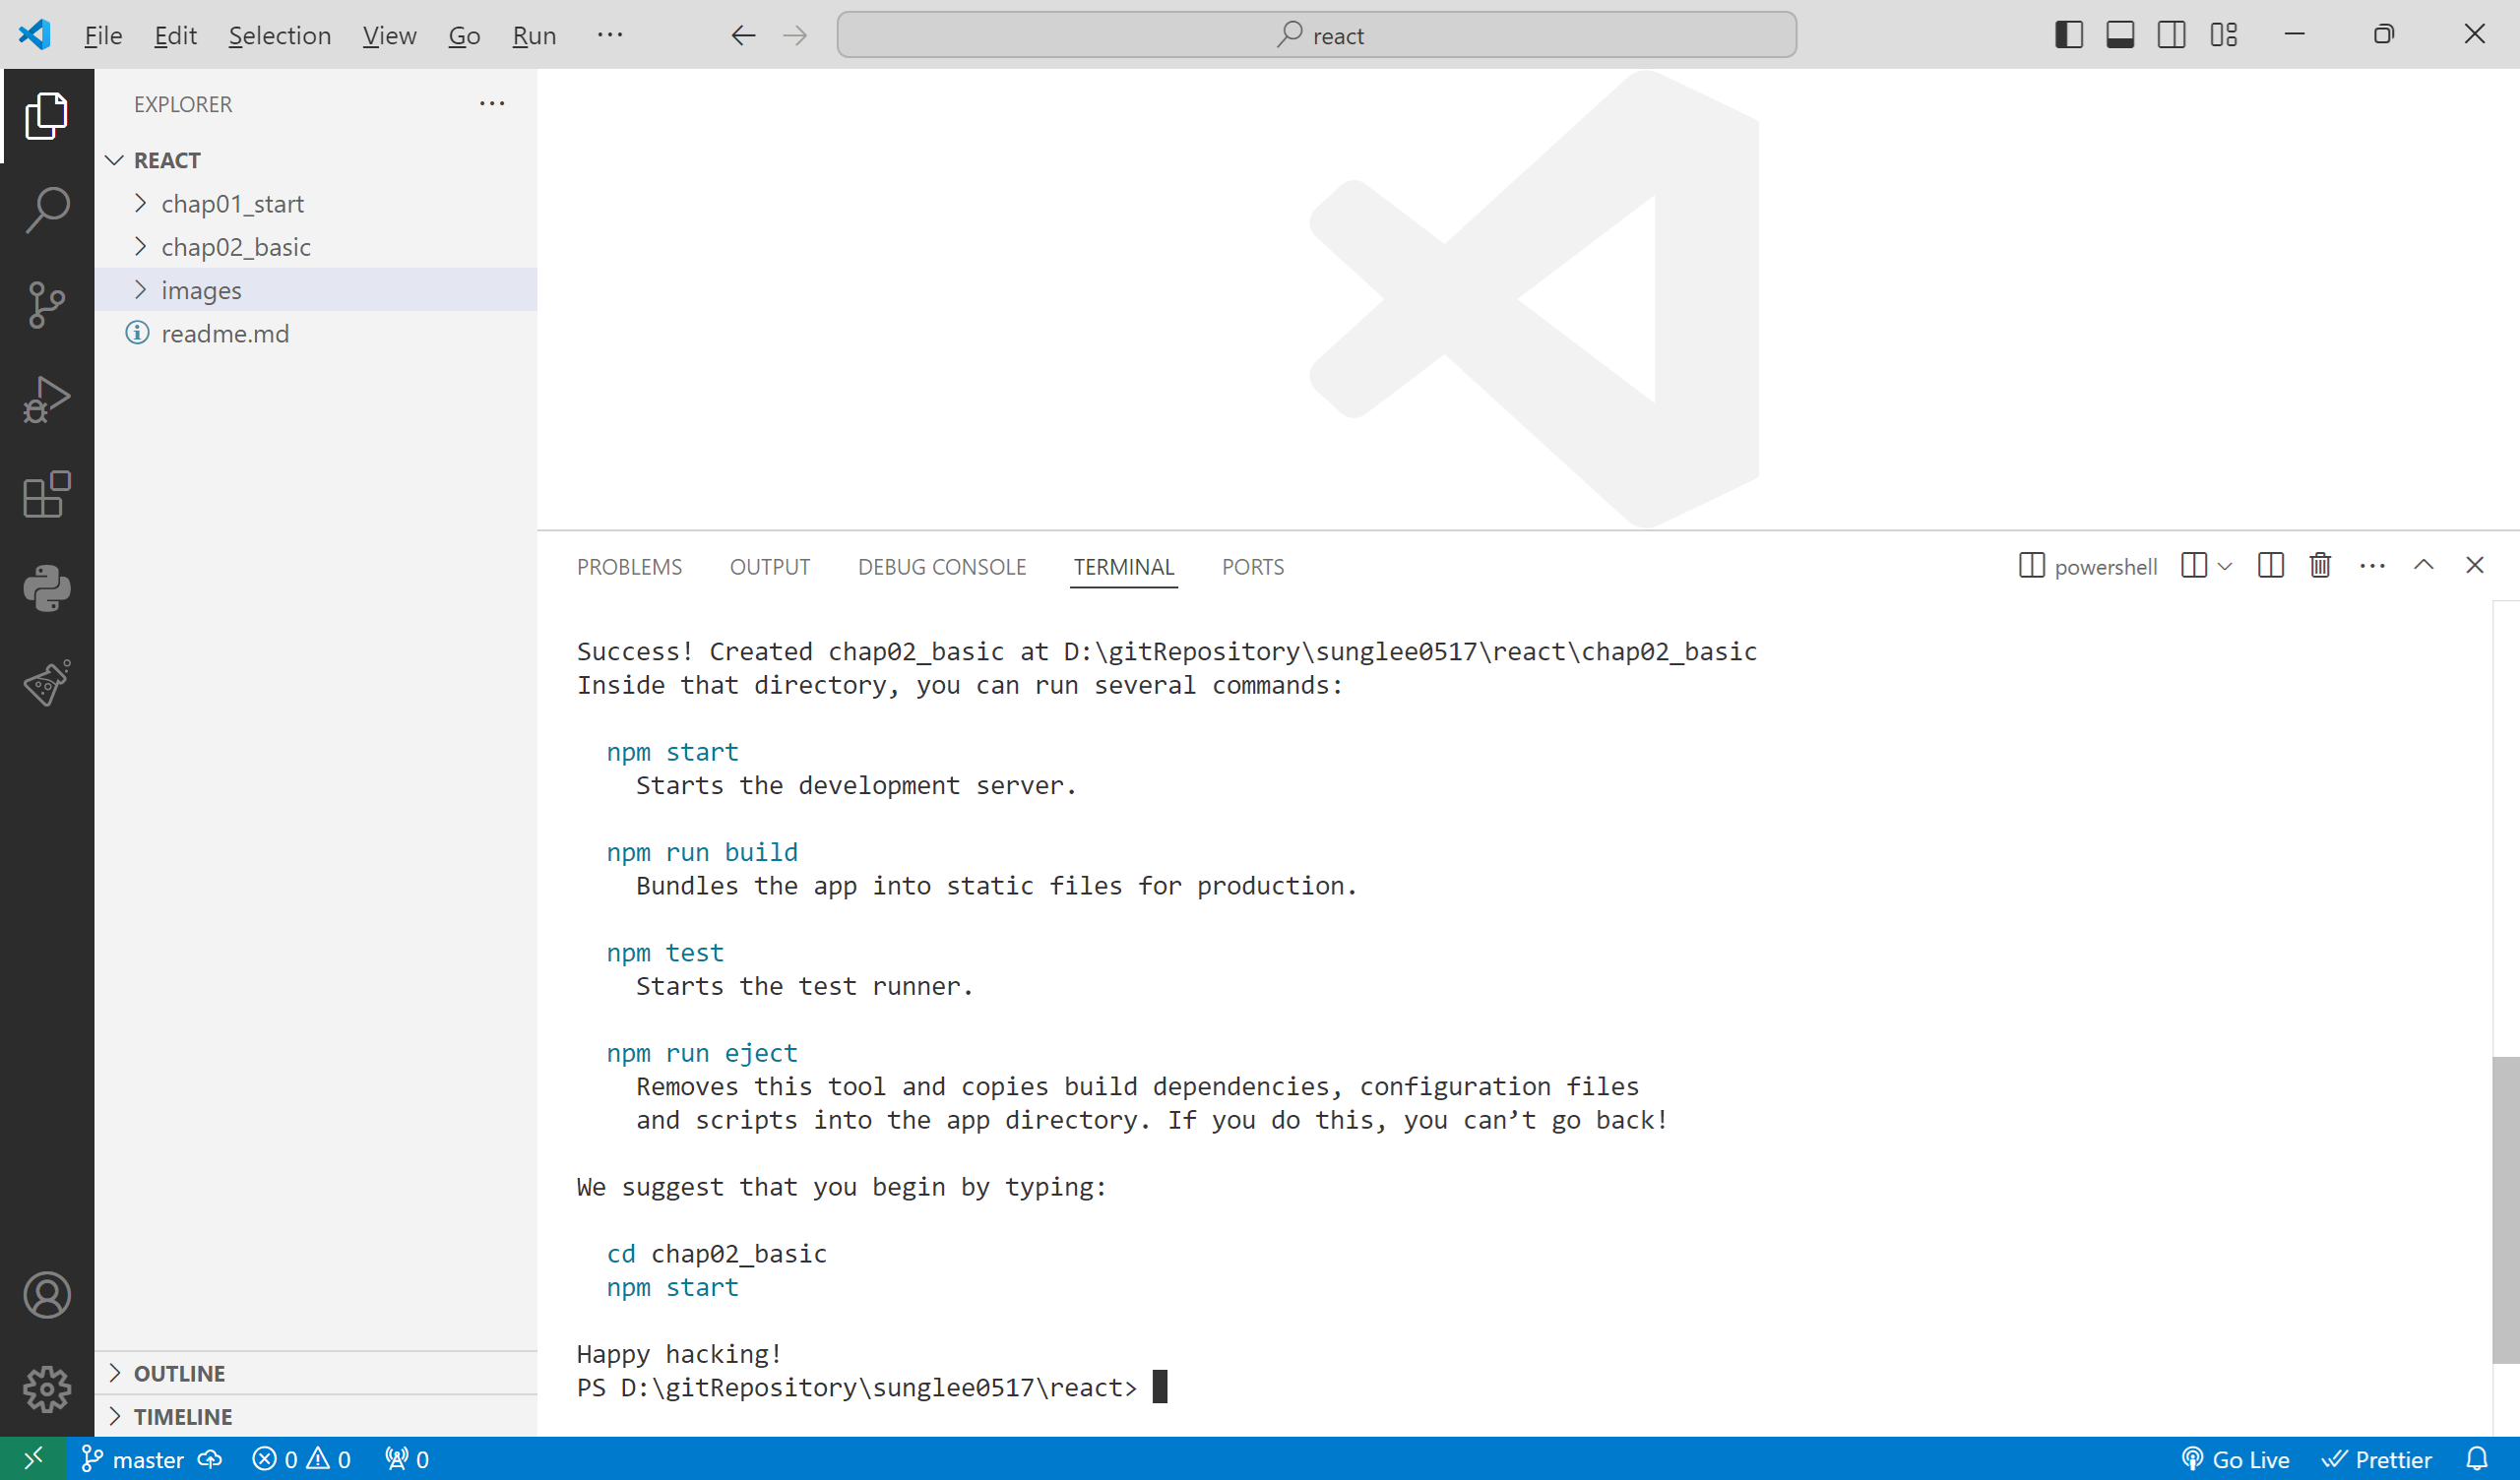 File Edit Selection View Go Run ···
react
EXPLORER
REACT
chap01_start
chap02_basic
images
readme.md
OUTLINE
TIMELINE
PROBLEMS OUTPUT DEBUG CONSOLE TERMINAL PORTS
powershell
Success! Created chap02_basic at D:\gitRepository\sunglee0517\react\chap02_basic
Inside that directory, you can run several commands:
npm start
Starts the development server.
npm run build
Bundles the app into static files for production.
npm test
Starts the test runner.
npm run eject
Removes this tool and copies build dependencies, configuration files
and scripts into the app directory. If you do this, you can’t go back!
We suggest that you begin by typing:
cd chap02_basic
npm start
Happy hacking!
PS D:\gitRepository\sunglee0517\react>
master 0 0 0 Go Live Prettier